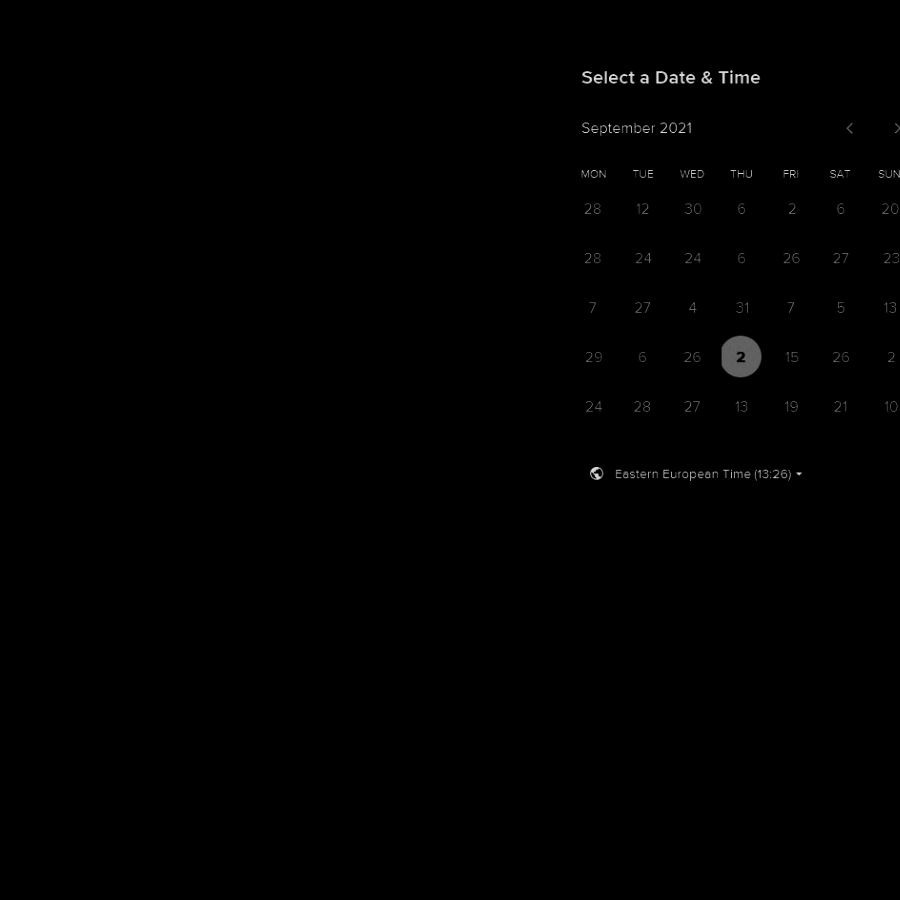 Select a Date & Time
September 2021
MON TUE WED THU FRI SAT SUN
28 12 30 6 2 6 20
28 24 24 6 26 27 23
7 27 4 31 7 5 13
29 6 26 2 15 26 2
24 28 27 13 19 21 10
Eastern European Time (13:26)